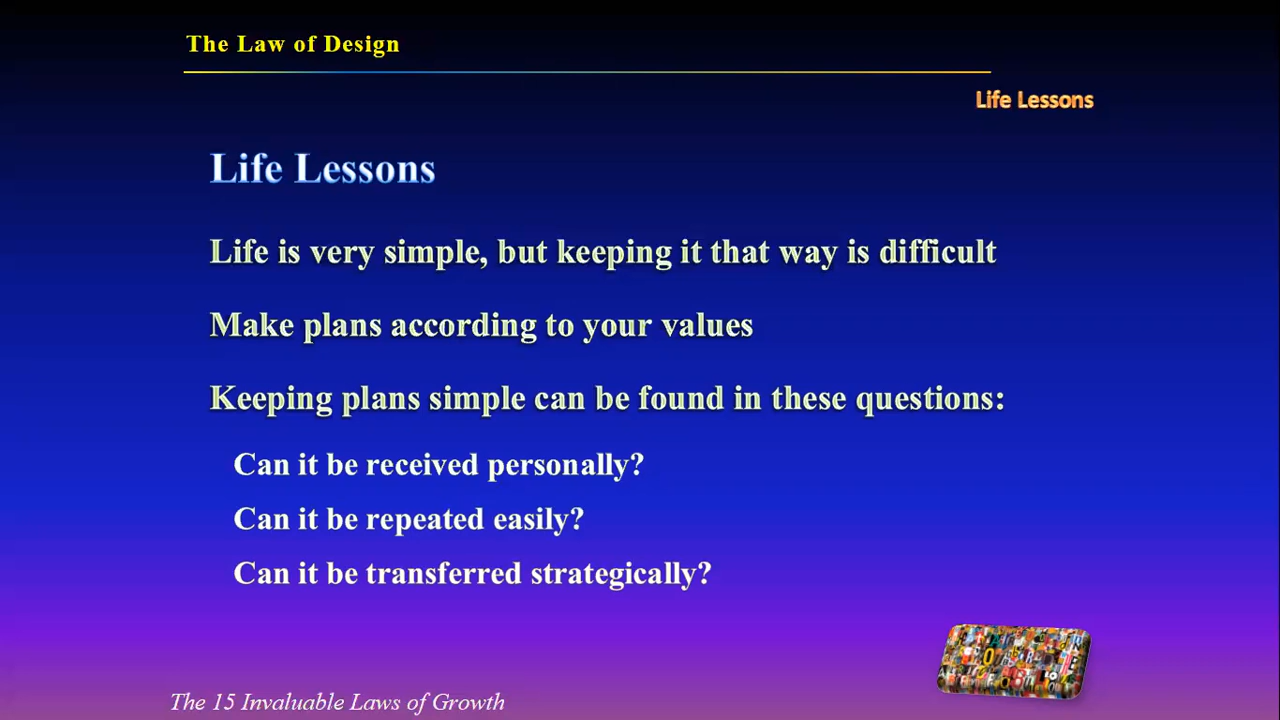 The Law of Design
Life Lessons
Life Lessons
Life is very simple, but keeping it that way is difficult
Make plans according to your values
Keeping plans simple can be found in these questions:
Can it be received personally?
Can it be repeated easily?
Can it be transferred strategically?
The 15 Invaluable Laws of Growth